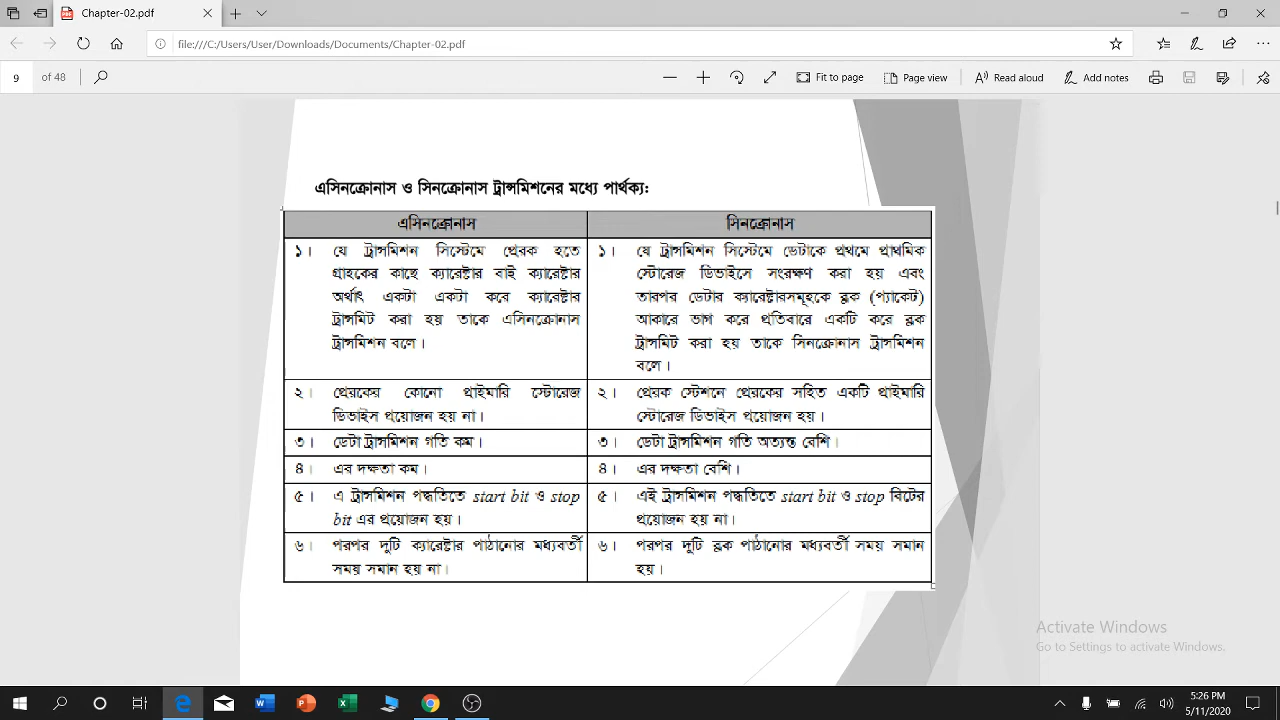 Chapter-02.pdf
file:///C:/Users/User/Downloads/Documents/Chapter-02.pdf
9 of 48
Fit to page
Page view
Read aloud
Add notes
এসিনক্রোনাস ও সিনক্রোনাস ট্রান্সমিশনের মধ্যে পার্থক্য:
এসিনক্রোনাস
সিনক্রোনাস
১। যে ট্রান্সমিশন সিস্টেমে প্রেরক হতে
গ্রাহকের কাছে ক্যারেক্টার বাই ক্যারেক্টার
অর্থাৎ একটা একটা করে ক্যারেক্টার
ট্রান্সমিট করা হয় তাকে এসিনক্রোনাস
ট্রান্সমিশন বলে।
১। যে ট্রান্সমিশন সিস্টেমে ডেটাকে প্রথমে প্রাথমিক
স্টোরেজ ডিভাইসে সংরক্ষণ করা হয় এবং
তারপর ডেটার ক্যারেক্টারসমূহকে ব্লক (প্যাকেট)
আকারে ভাগ করে প্রতিবারে একটি করে ব্লক
ট্রান্সমিট করা হয় তাকে সিনক্রোনাস ট্রান্সমিশন
বলে।
২। প্রেরকের কোনো প্রাইমারি স্টোরেজ
ডিভাইস প্রয়োজন হয় না।
২। প্রেরক স্টেশনে প্রেরকের সহিত একটি প্রাইমারি
স্টোরেজ ডিভাইস প্রয়োজন হয়।
৩। ডেটা ট্রান্সমিশন গতি কম।
৩। ডেটা ট্রান্সমিশন গতি অত্যন্ত বেশি।
৪। এর দক্ষতা কম।
৪। এর দক্ষতা বেশি।
৫। এ ট্রান্সমিশন পদ্ধতিতে start bit ও stop
bit এর প্রয়োজন হয়।
৫। এই ট্রান্সমিশন পদ্ধতিতে start bit ও stop বিটের
প্রয়োজন হয় না।
৬। পরপর দুটি ক্যারেক্টার পাঠানোর মধ্যবর্তী
সময় সমান হয় না।
৬। পরপর দুটি ব্লক পাঠানোর মধ্যবর্তী সময় সমান
হয়।
Activate Windows
Go to Settings to activate Windows.
5:26 PM
5/11/2020